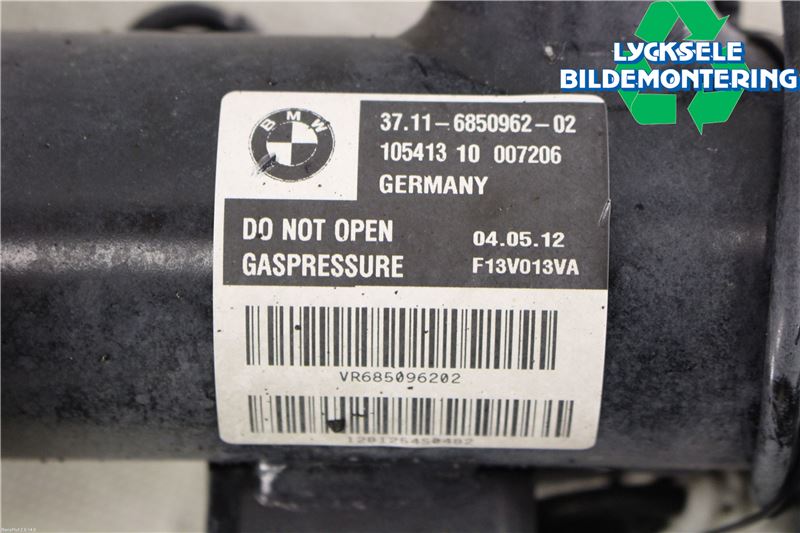 LYCKSELE
BILDEMONTERING
BMW
37.11-6850962-02
105413 10 007206
GERMANY
DO NOT OPEN
04.05.12
GASPRESSURE
F13V013VA
VR685096202